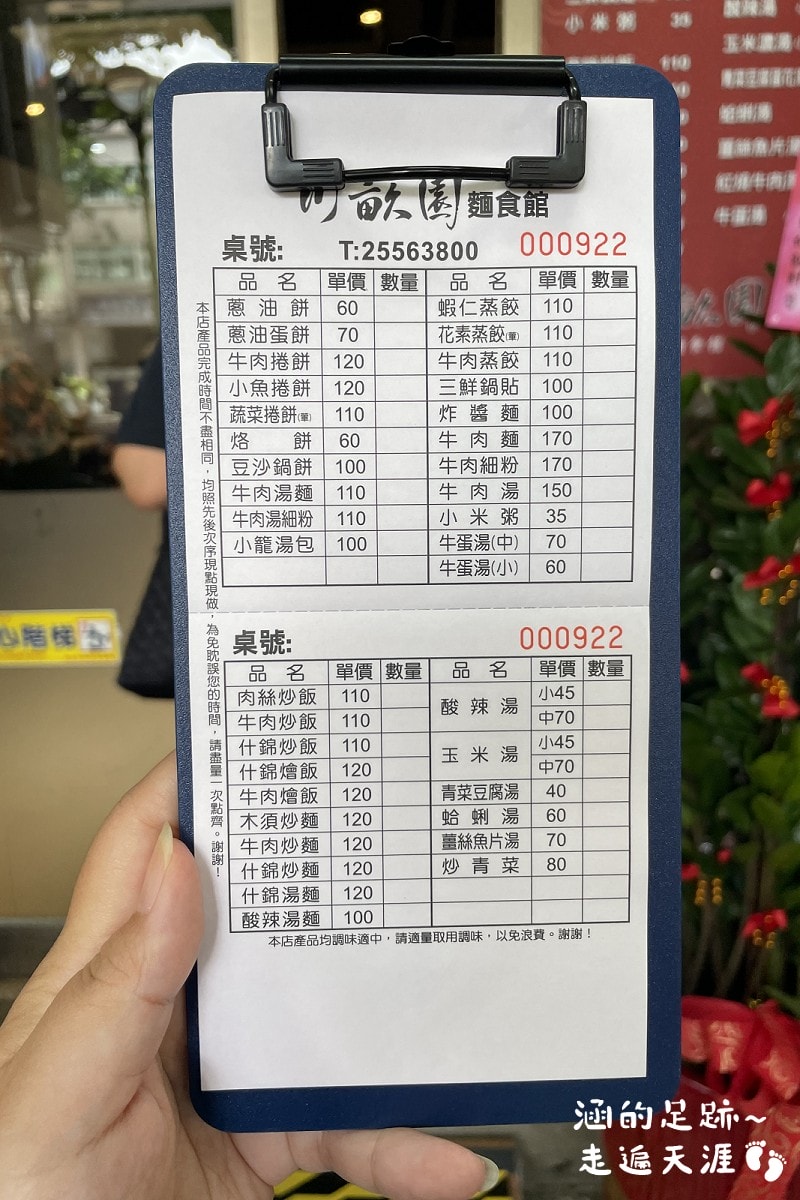 小米粥 35
110
玉米濃湯
蛤蜊湯
薑絲魚片湯
紅燒牛肉湯
牛蛋湯
畝園 麵食館
桌號: T:25563800 000922
品名 單價 數量 品名 單價 數量
蔥油餅 60 蝦仁蒸餃 110
蔥油蛋餅 70 花素蒸餃(葷) 110
牛肉捲餅 120 牛肉蒸餃 110
小魚捲餅 120 三鮮鍋貼 100
蔬菜捲餅(葷) 110 炸醬麵 100
烙餅 60 牛肉麵 170
豆沙鍋餅 100 牛肉細粉 170
牛肉湯麵 110 牛肉湯 150
牛肉湯細粉 110 小米粥 35
小籠湯包 100 牛蛋湯(中) 70
牛蛋湯(小) 60
本店產品完成時間不盡相同，均照先後次序現點現做，為免耽誤您的時間，請盡量一次點齊。謝謝！
桌號: 000922
品名 單價 數量 品名 單價 數量
肉絲炒飯 110 酸辣湯 小45
牛肉炒飯 110 中70
什錦炒飯 110 玉米湯 小45
什錦燴飯 120 中70
牛肉燴飯 120 青菜豆腐湯 40
木須炒麵 120 蛤蜊湯 60
牛肉炒麵 120 薑絲魚片湯 70
什錦炒麵 120 炒青菜 80
什錦湯麵 120
酸辣湯麵 100
本店產品均調味適中，請適量取用調味，以免浪費。謝謝！
心階梯
涵的足跡~
走遍天涯